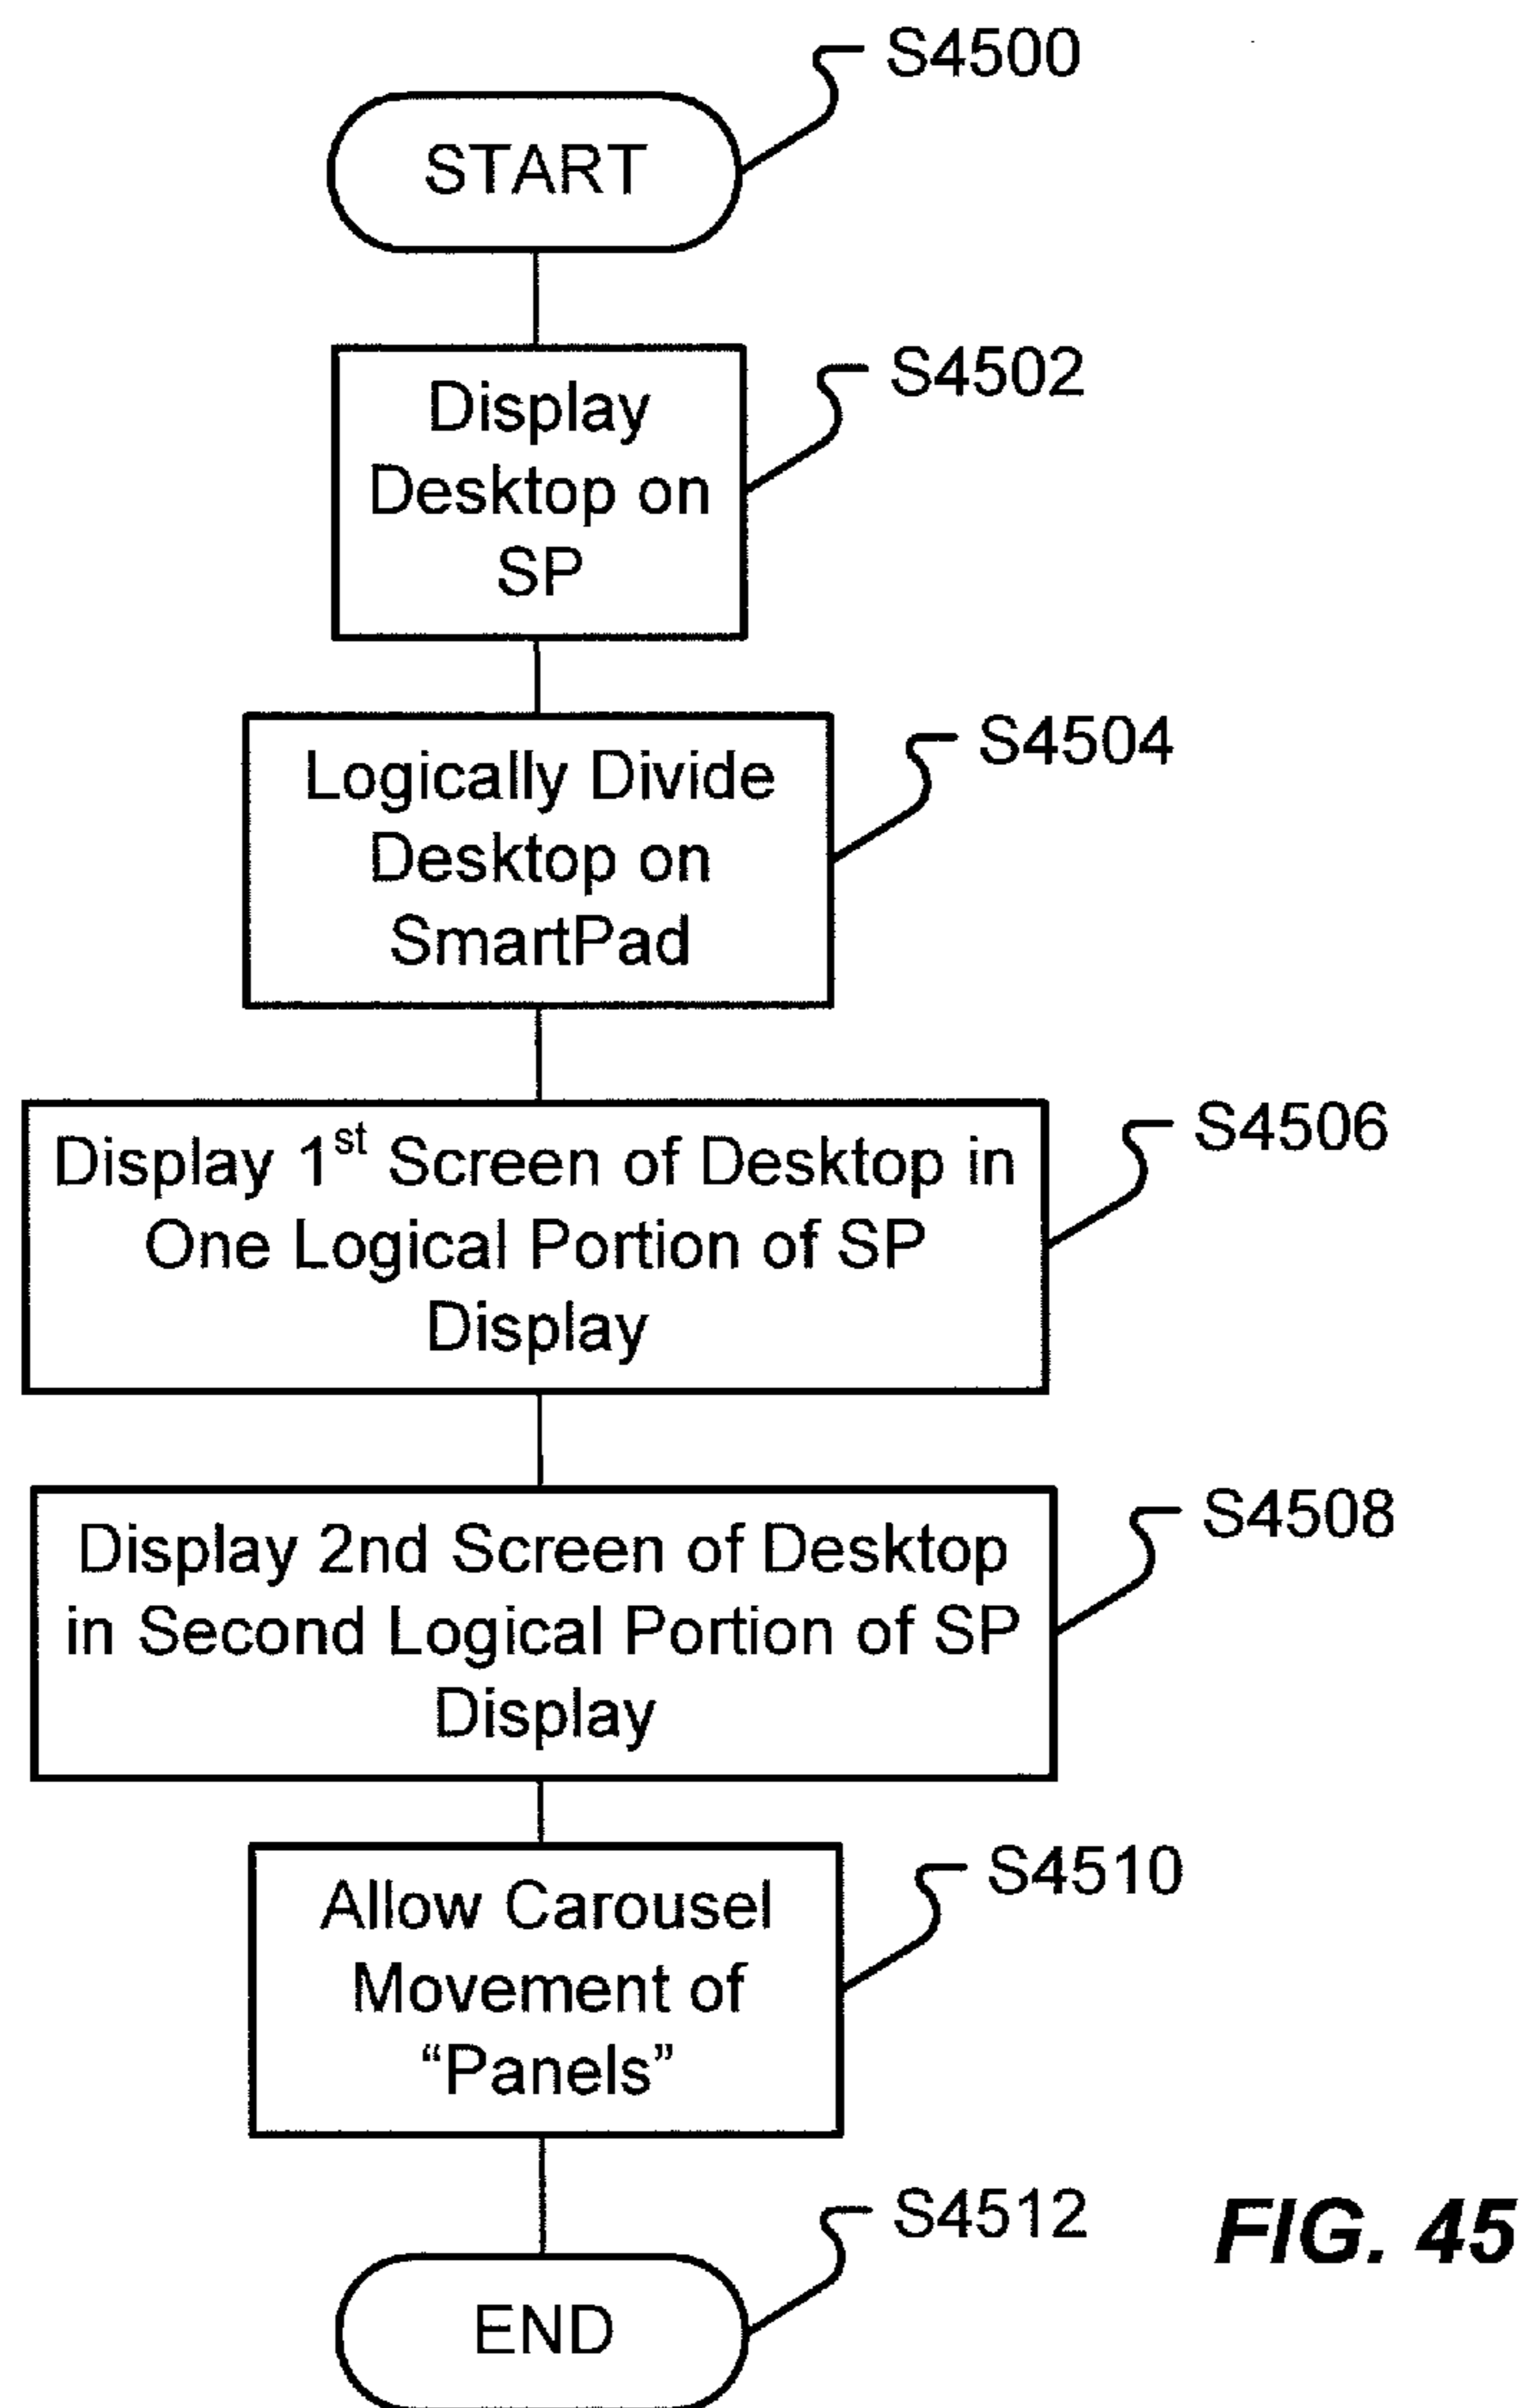 S4500
START
S4502
Display
Desktop on
SP
S4504
Logically Divide
Desktop on
SmartPad
S4506
Display 1st Screen of Desktop in
One Logical Portion of SP
Display
S4508
Display 2nd Screen of Desktop
in Second Logical Portion of SP
Display
S4510
Allow Carousel
Movement of
“Panels”
S4512
FIG. 45
END